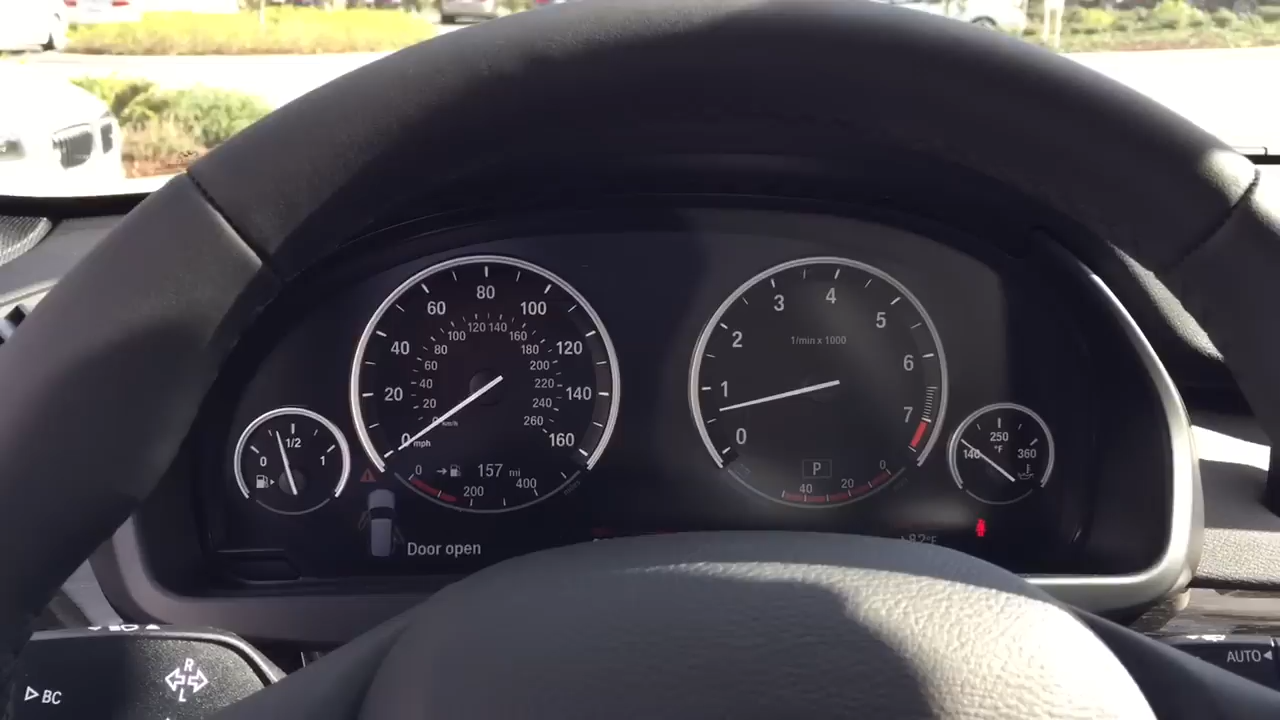 60 80 100
40 120
20 140
0 mph 160
20 40 60 80 100 120 140 160 180 200 220 240 260
km/h
0 1/2 1
157 mi
0 200 400
Door open
1/min x 1000
0 1 2 3 4 5 6 7
P
40 20 0
140 250 360
°F
82°F
BC
R
L
AUTO